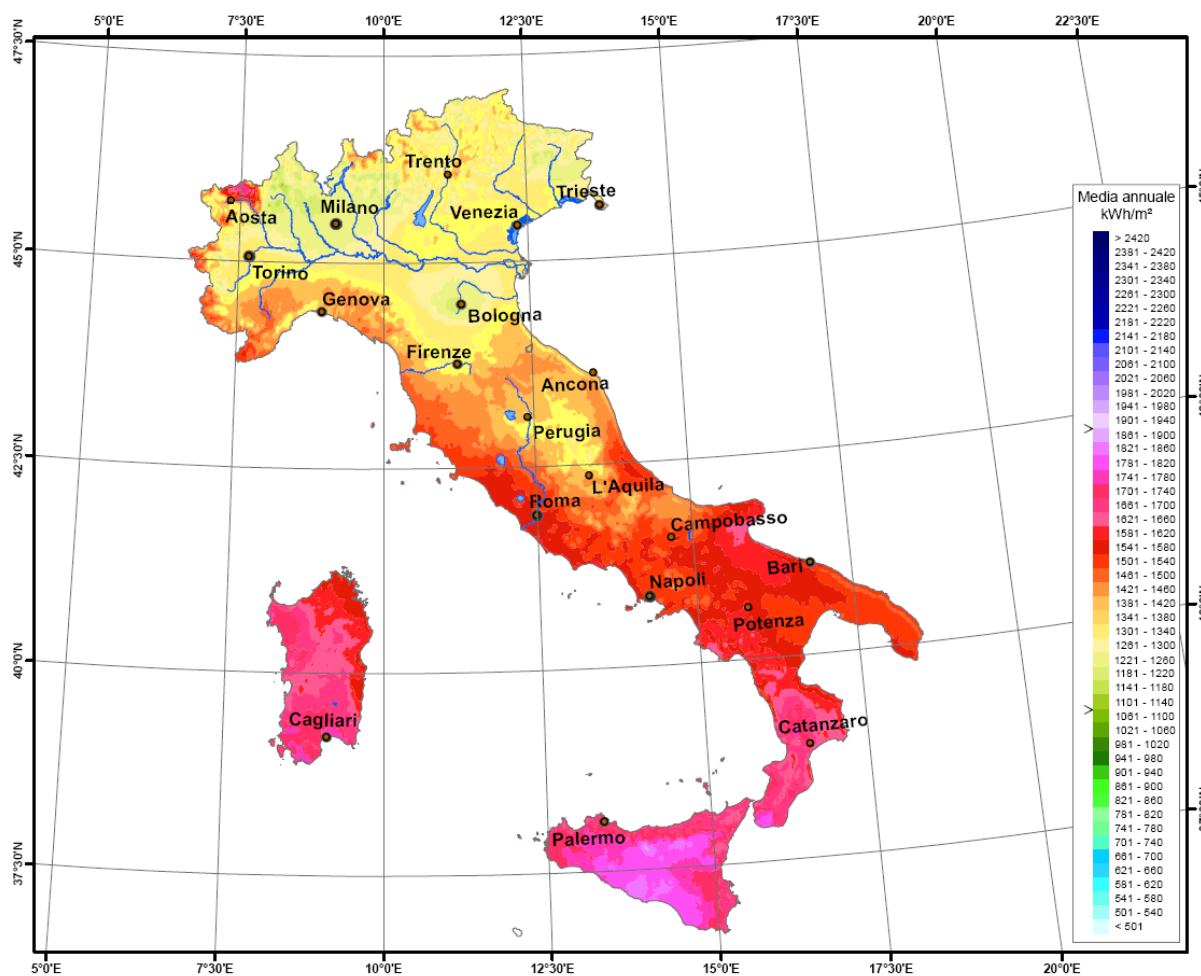 5°0'E
7°30'E
10°0'E
12°30'E
15°0'E
17°30'E
20°0'E
22°30'E
47°30'N
45°0'N
42°30'N
40°0'N
37°30'N
Trento
Trieste
Aosta
Milano
Venezia
Torino
Genova
Bologna
Firenze
Ancona
Perugia
L'Aquila
Roma
Campobasso
Bari
Napoli
Potenza
Cagliari
Catanzaro
Palermo
Media annuale
kWh/m²
> 2420
2381 - 2420
2341 - 2380
2301 - 2340
2261 - 2300
2181 - 2220
2141 - 2180
2101 - 2140
2061 - 2100
2021 - 2060
1981 - 2020
1941 - 1980
1901 - 1940
1861 - 1900
1821 - 1860
1781 - 1820
1741 - 1780
1701 - 1740
1661 - 1700
1621 - 1660
1581 - 1620
1541 - 1580
1501 - 1540
1461 - 1500
1421 - 1460
1381 - 1420
1341 - 1380
1301 - 1340
1261 - 1300
1221 - 1260
1181 - 1220
1141 - 1180
1101 - 1140
1061 - 1100
1021 - 1060
981 - 1020
941 - 980
901 - 940
861 - 900
821 - 860
781 - 820
741 - 780
701 - 740
661 - 700
621 - 660
581 - 620
541 - 580
501 - 540
< 501
5°0'E
7°30'E
10°0'E
12°30'E
15°0'E
17°30'E
20°0'E